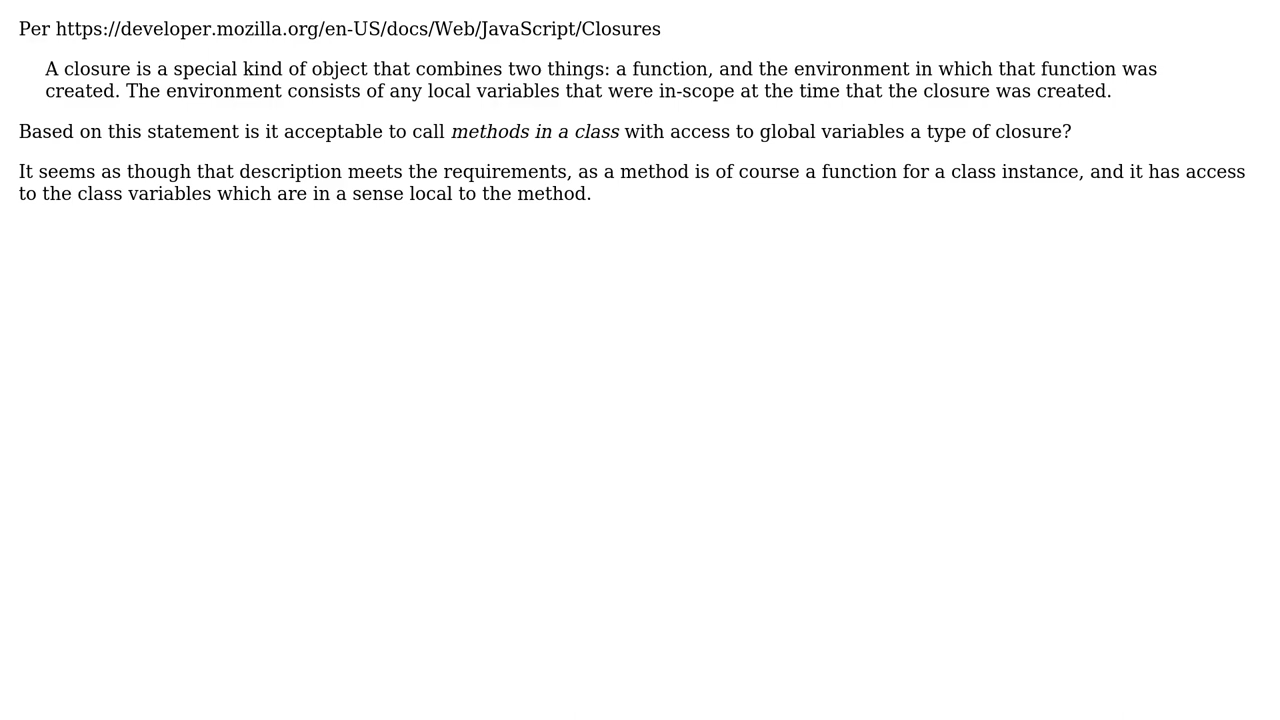 Per https://developer.mozilla.org/en-US/docs/Web/JavaScript/Closures
A closure is a special kind of object that combines two things: a function, and the environment in which that function was
created. The environment consists of any local variables that were in-scope at the time that the closure was created.
Based on this statement is it acceptable to call methods in a class with access to global variables a type of closure?
It seems as though that description meets the requirements, as a method is of course a function for a class instance, and it has access
to the class variables which are in a sense local to the method.